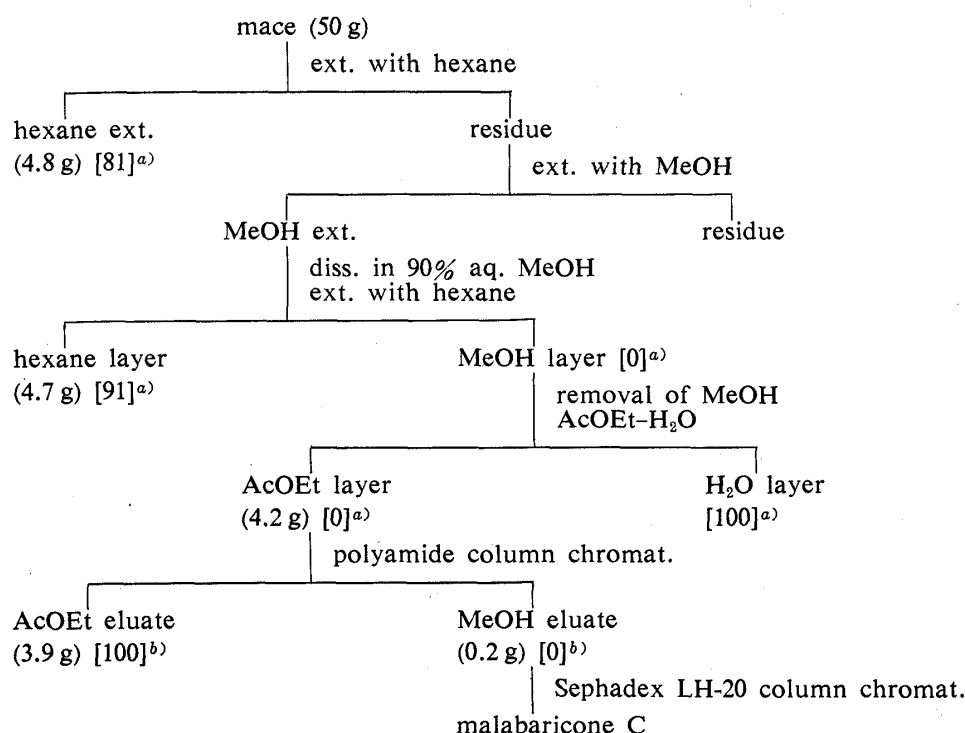 mace (50 g)
ext. with hexane
hexane ext.
(4.8 g) [81]a)
residue
ext. with MeOH
MeOH ext.
residue
diss. in 90% aq. MeOH
ext. with hexane
hexane layer
(4.7 g) [91]a)
MeOH layer [0]a)
removal of MeOH
AcOEt–H₂O
AcOEt layer
(4.2 g) [0]a)
H₂O layer
[100]a)
polyamide column chromat.
AcOEt eluate
(3.9 g) [100]b)
MeOH eluate
(0.2 g) [0]b)
Sephadex LH-20 column chromat.
malabaricone C